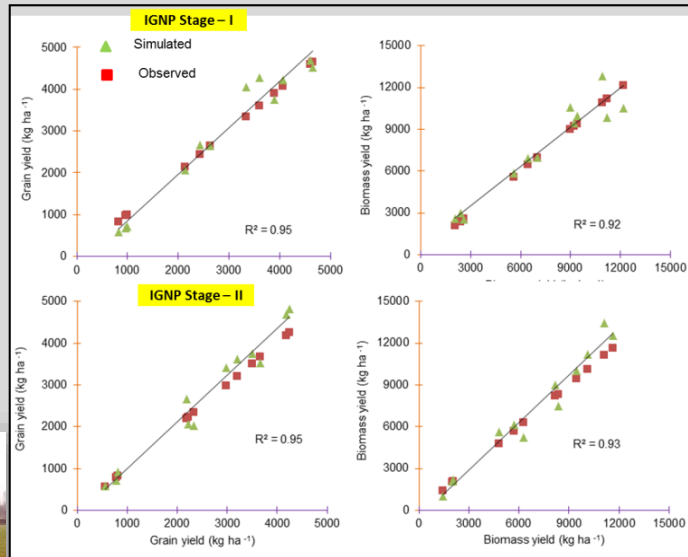 IGNP Stage – I
Simulated
Observed
Grain yield (kg ha -1)
5000
4000
3000
2000
1000
0
R² = 0.95
0 1000 2000 3000 4000 5000
Biomass yield (kg ha -1)
15000
12000
9000
6000
3000
0
R² = 0.92
0 3000 6000 9000 12000 15000
IGNP Stage – II
Grain yield (kg ha -1)
5000
4000
3000
2000
1000
0
R² = 0.95
0 1000 2000 3000 4000 5000
Grain yield (kg ha -1)
Biomass yield (kg ha -1)
15000
12000
9000
6000
3000
0
R² = 0.93
0 3000 6000 9000 12000 15000
Biomass yield (kg ha -1)